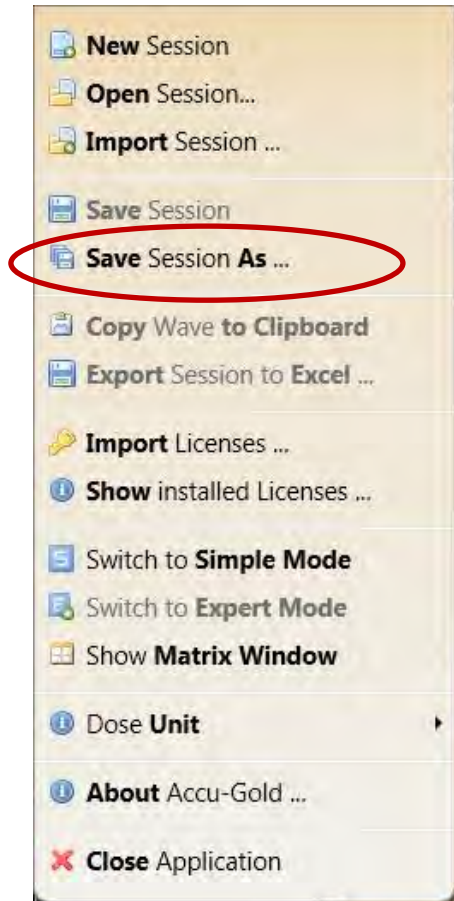 New Session
Open Session...
Import Session ...
Save Session
Save Session As ...
Copy Wave to Clipboard
Export Session to Excel ...
Import Licenses ...
Show installed Licenses ...
Switch to Simple Mode
Switch to Expert Mode
Show Matrix Window
Dose Unit
About Accu-Gold ...
Close Application